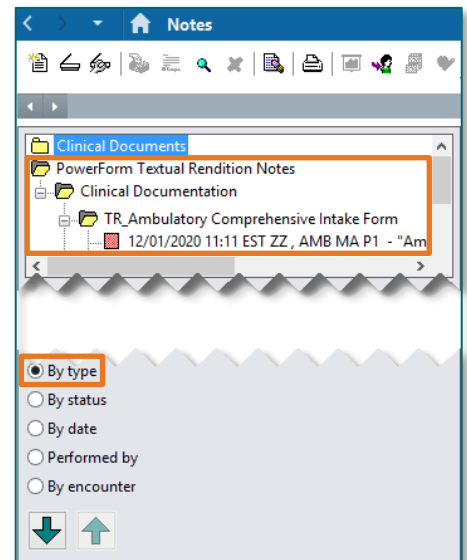 Notes
Clinical Documents
PowerForm Textual Rendition Notes
Clinical Documentation
TR_Ambulatory Comprehensive Intake Form
12/01/2020 11:11 EST ZZ , AMB MA P1 - "Am
By type
By status
By date
Performed by
By encounter